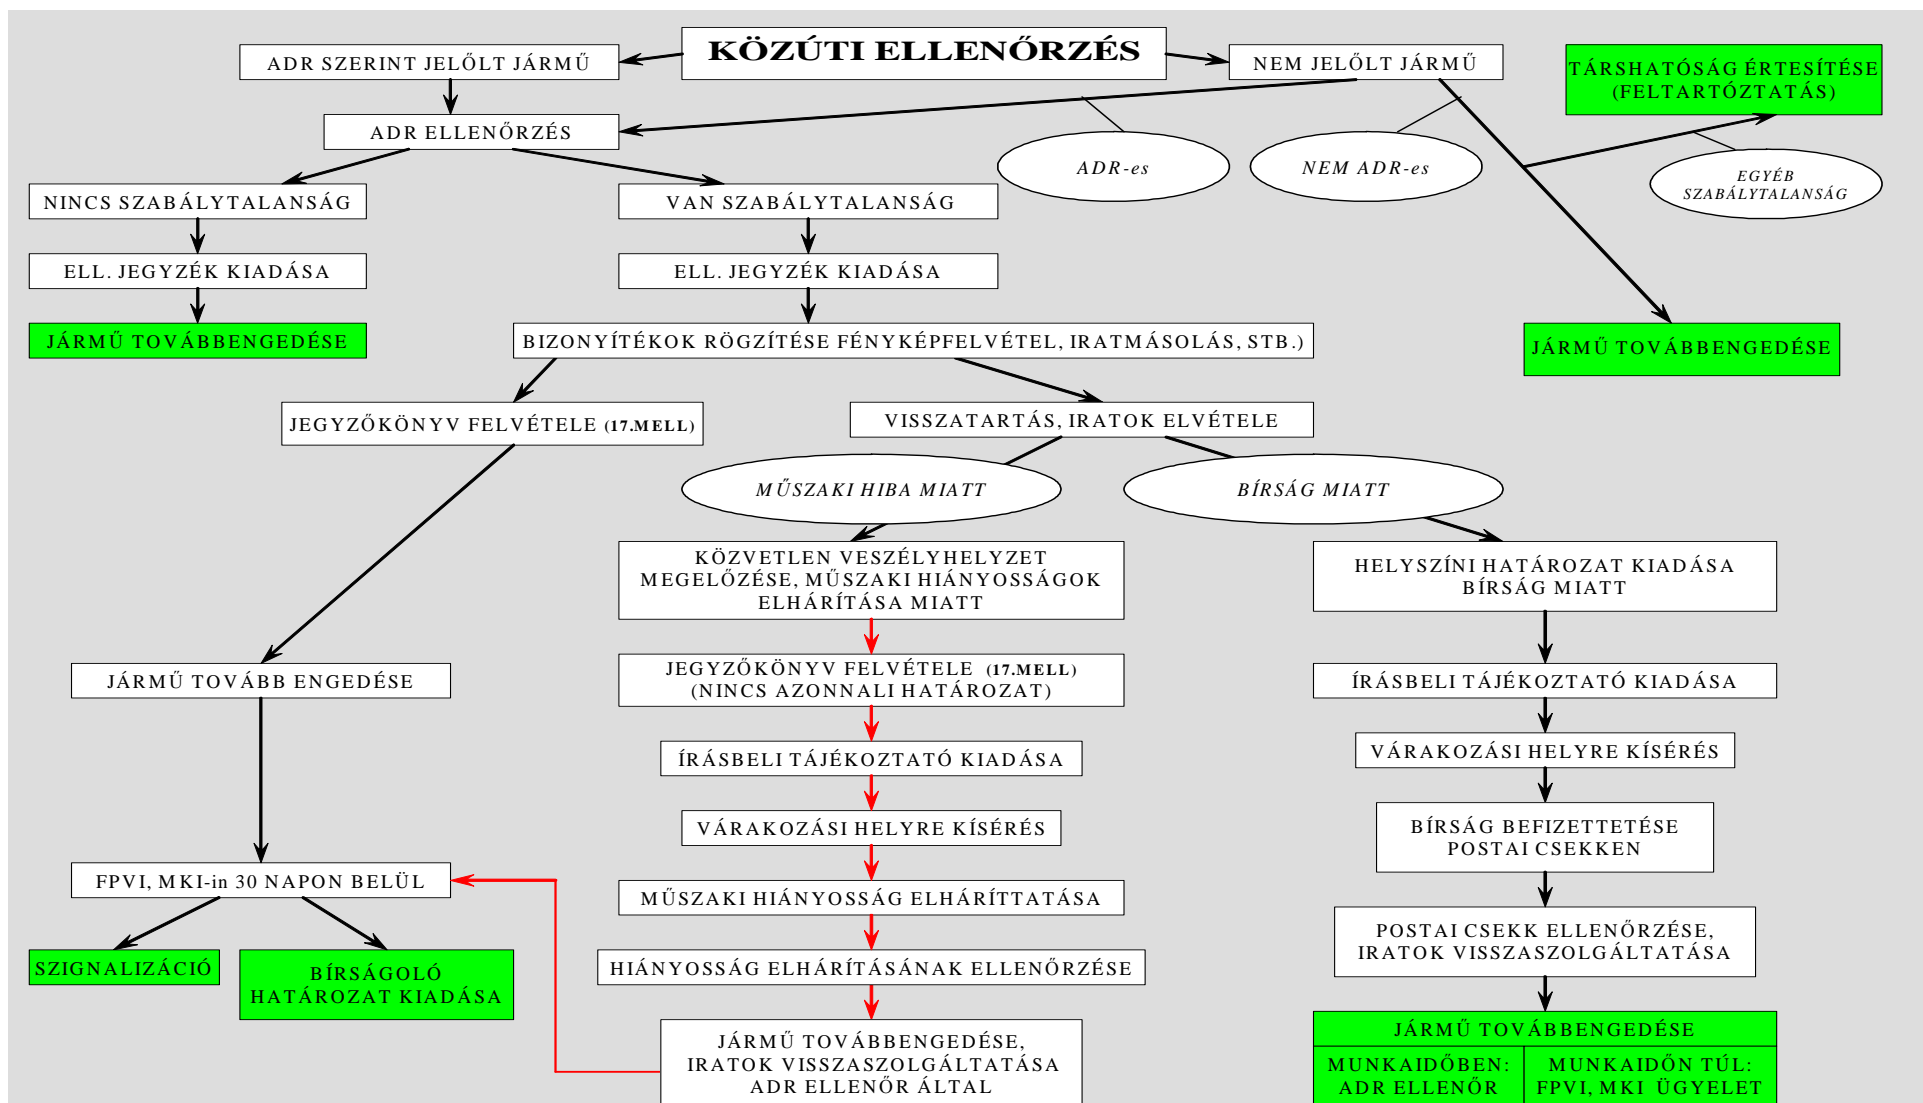 KÖZÚTI ELLENŐRZÉS
ADR SZERINT JELÖLT JÁRMŰ
NEM JELÖLT JÁRMŰ
TÁRSHATÓSÁG ÉRTESÍTÉSE
(FELTARTÓZTATÁS)
ADR ELLENŐRZÉS
ADR-es
NEM ADR-es
EGYÉB
SZABÁLYTALANSÁG
NINCS SZABÁLYTALANSÁG
VAN SZABÁLYTALANSÁG
ELL. JEGYZÉK KIADÁSA
ELL. JEGYZÉK KIADÁSA
JÁRMŰ TOVÁBBENGEDÉSE
BIZONYÍTÉKOK RÖGZÍTÉSE FÉNYKÉPFELVÉTEL, IRATMÁSOLÁS, STB.)
JÁRMŰ TOVÁBBENGEDÉSE
JEGYZŐKÖNYV FELVÉTELE (17.MELL)
VISSZATARTÁS, IRATOK ELVÉTELE
MŰSZAKI HIBA MIATT
BÍRSÁG MIATT
KÖZVETLEN VESZÉLYHELYZET
MEGELŐZÉSE, MŰSZAKI HIÁNYOSSÁGOK
ELHÁRÍTÁSA MIATT
HELYSZÍNI HATÁROZAT KIADÁSA
BÍRSÁG MIATT
JÁRMŰ TOVÁBB ENGEDÉSE
JEGYZŐKÖNYV FELVÉTELE (17.MELL)
(NINCS AZONNALI HATÁROZAT)
ÍRÁSBELI TÁJÉKOZTATÓ KIADÁSA
ÍRÁSBELI TÁJÉKOZTATÓ KIADÁSA
VÁRAKOZÁSI HELYRE KÍSÉRÉS
VÁRAKOZÁSI HELYRE KÍSÉRÉS
BÍRSÁG BEFIZETTETÉSE
POSTAI CSEKKEN
FPVI, MKI-in 30 NAPON BELÜL
MŰSZAKI HIÁNYOSSÁG ELHÁRÍTTATÁSA
POSTAI CSEKK ELLENŐRZÉSE,
IRATOK VISSZASZOLGÁLTATÁSA
SZIGNALIZÁCIÓ
BÍRSÁGOLÓ
HATÁROZAT KIADÁSA
HIÁNYOSSÁG ELHÁRÍTÁSÁNAK ELLENŐRZÉSE
JÁRMŰ TOVÁBBENGEDÉSE,
IRATOK VISSZASZOLGÁLTATÁSA
ADR ELLENŐR ÁLTAL
JÁRMŰ TOVÁBBENGEDÉSE
MUNKAIDŐBEN:
ADR ELLENŐR
MUNKAIDŐN TÚL:
FPVI, MKI ÜGYELET